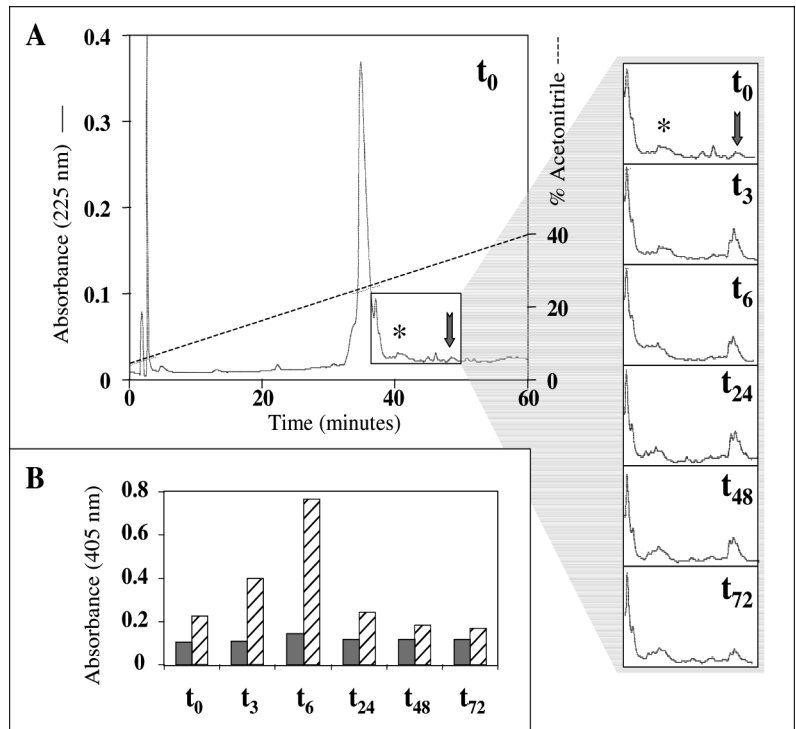 A
0.4
0.3
0.2
0.1
0
Absorbance (225 nm) —
t0
% Acetonitrile ----
40
20
0
*
0 20 40 60
Time (minutes)
t0
*
t3
t6
t24
t48
t72
B
0.8
0.6
0.4
0.2
0
Absorbance (405 nm)
t0 t3 t6 t24 t48 t72